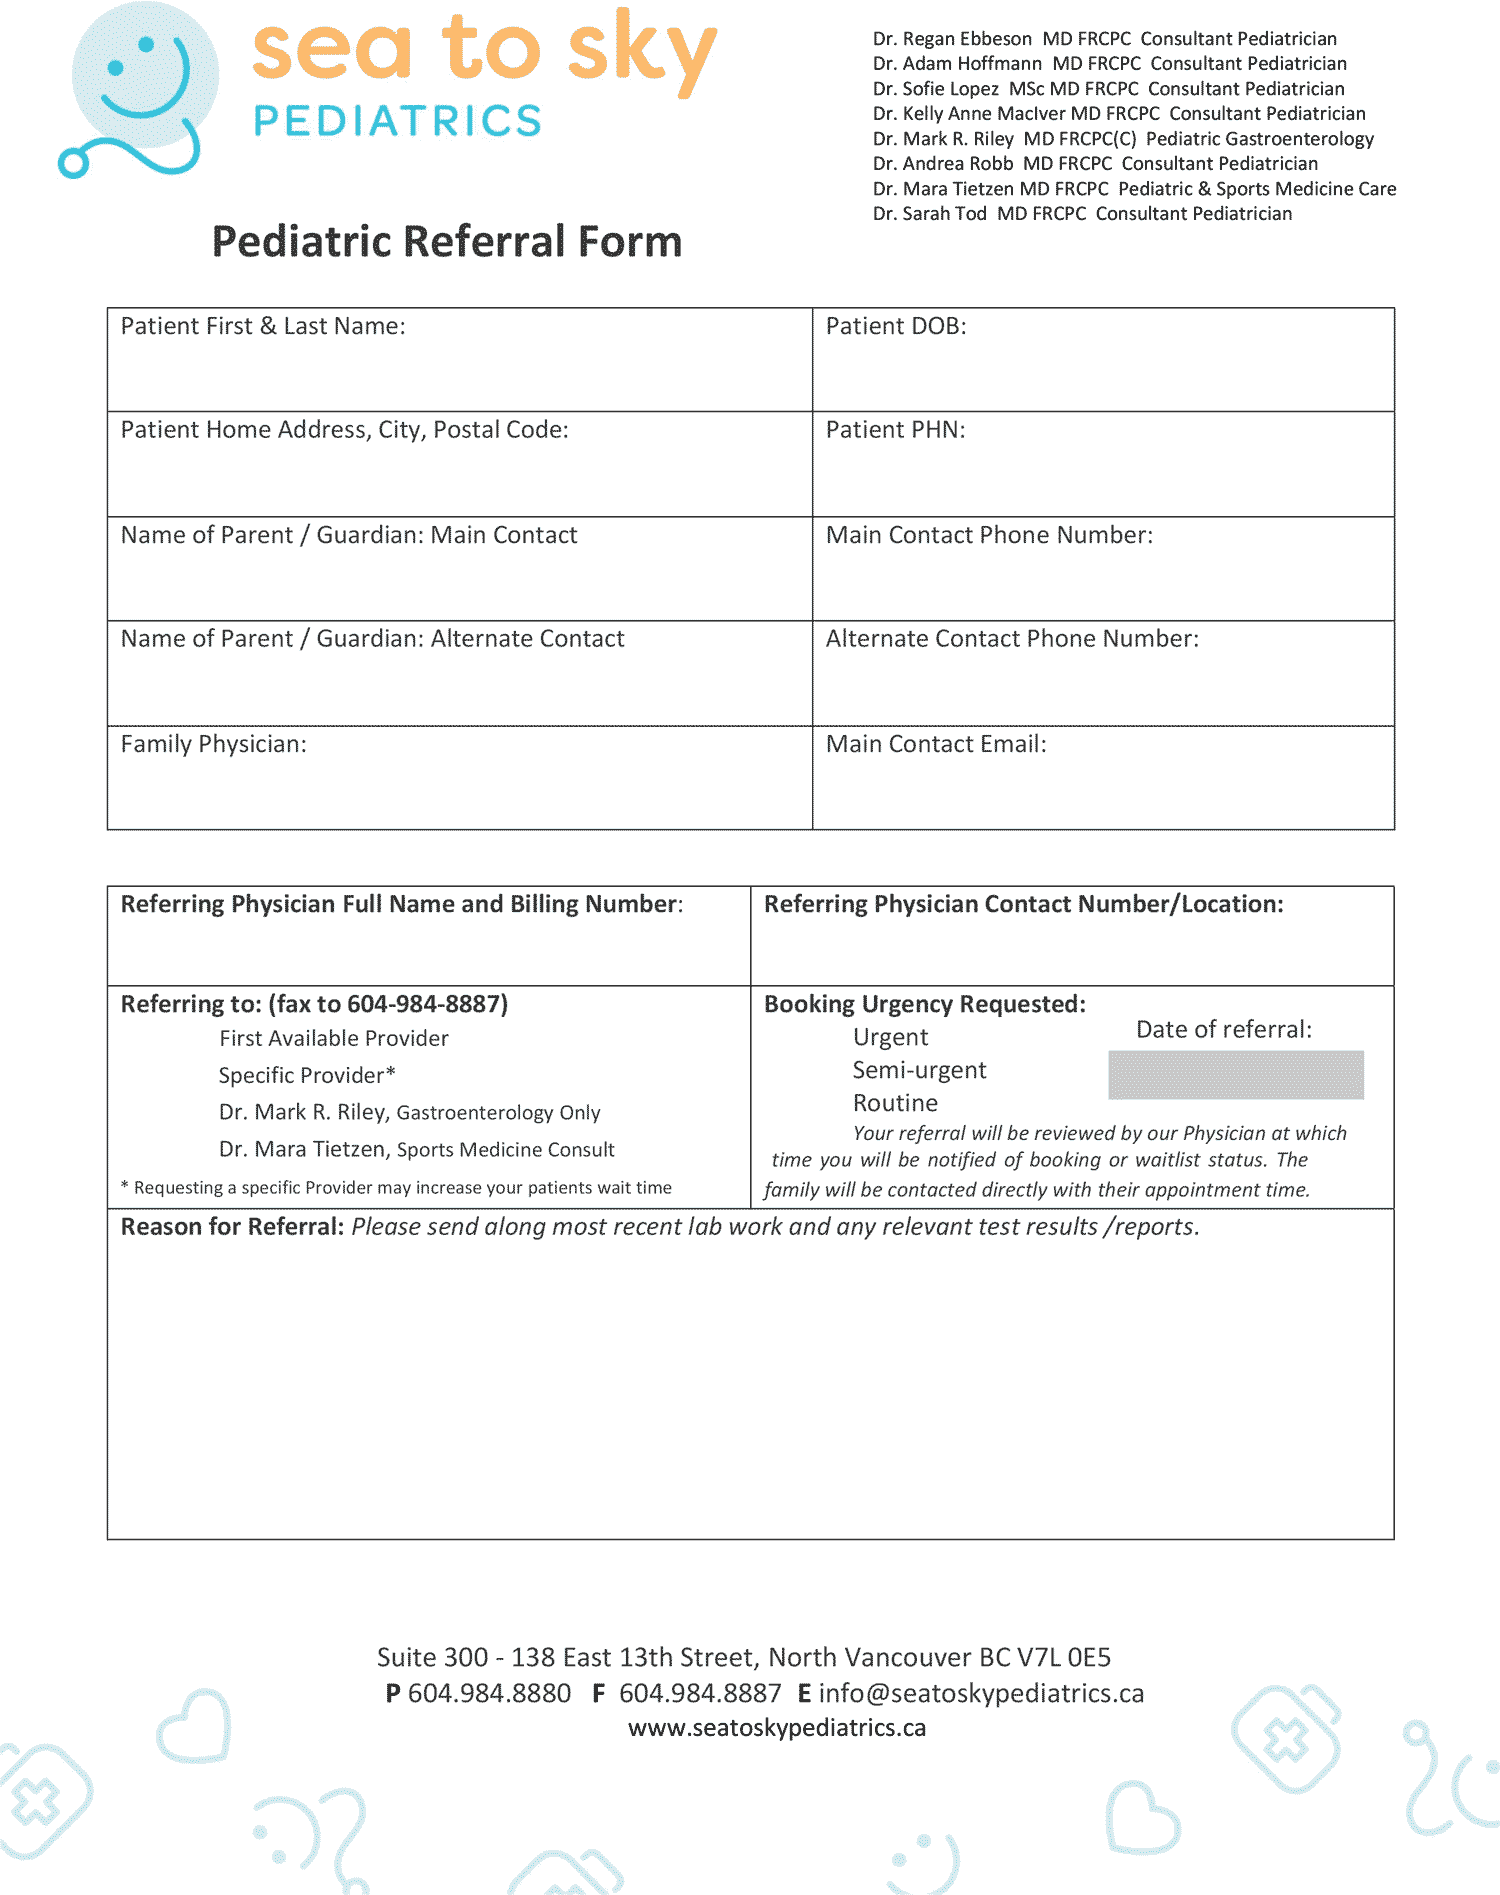 sea to sky
PEDIATRICS
Dr. Regan Ebbeson MD FRCPC Consultant Pediatrician
Dr. Adam Hoffmann MD FRCPC Consultant Pediatrician
Dr. Sofie Lopez MSc MD FRCPC Consultant Pediatrician
Dr. Kelly Anne MacIver MD FRCPC Consultant Pediatrician
Dr. Mark R. Riley MD FRCPC(C) Pediatric Gastroenterology
Dr. Andrea Robb MD FRCPC Consultant Pediatrician
Dr. Mara Tietzen MD FRCPC Pediatric & Sports Medicine Care
Dr. Sarah Tod MD FRCPC Consultant Pediatrician
Pediatric Referral Form
Patient First & Last Name:
Patient DOB:
Patient Home Address, City, Postal Code:
Patient PHN:
Name of Parent / Guardian: Main Contact
Main Contact Phone Number:
Name of Parent / Guardian: Alternate Contact
Alternate Contact Phone Number:
Family Physician:
Main Contact Email:
Referring Physician Full Name and Billing Number:
Referring Physician Contact Number/Location:
Referring to: (fax to 604-984-8887)
First Available Provider
Specific Provider*
Dr. Mark R. Riley, Gastroenterology Only
Dr. Mara Tietzen, Sports Medicine Consult
* Requesting a specific Provider may increase your patients wait time
Booking Urgency Requested:
Urgent
Date of referral:
Semi-urgent
Routine
Your referral will be reviewed by our Physician at which
time you will be notified of booking or waitlist status. The
family will be contacted directly with their appointment time.
Reason for Referral: Please send along most recent lab work and any relevant test results /reports.
Suite 300 - 138 East 13th Street, North Vancouver BC V7L 0E5
P 604.984.8880 F 604.984.8887 E info@seatoskypediatrics.ca
www.seatoskypediatrics.ca